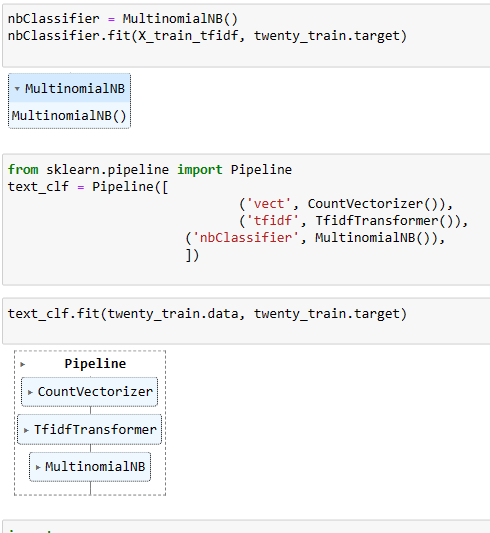 nbClassifier = MultinomialNB()
nbClassifier.fit(X_train_tfidf, twenty_train.target)
▾ MultinomialNB
MultinomialNB()
from sklearn.pipeline import Pipeline
text_clf = Pipeline([
('vect', CountVectorizer()),
('tfidf', TfidfTransformer()),
('nbClassifier', MultinomialNB()),
])
text_clf.fit(twenty_train.data, twenty_train.target)
▸ Pipeline
▸ CountVectorizer
▸ TfidfTransformer
▸ MultinomialNB